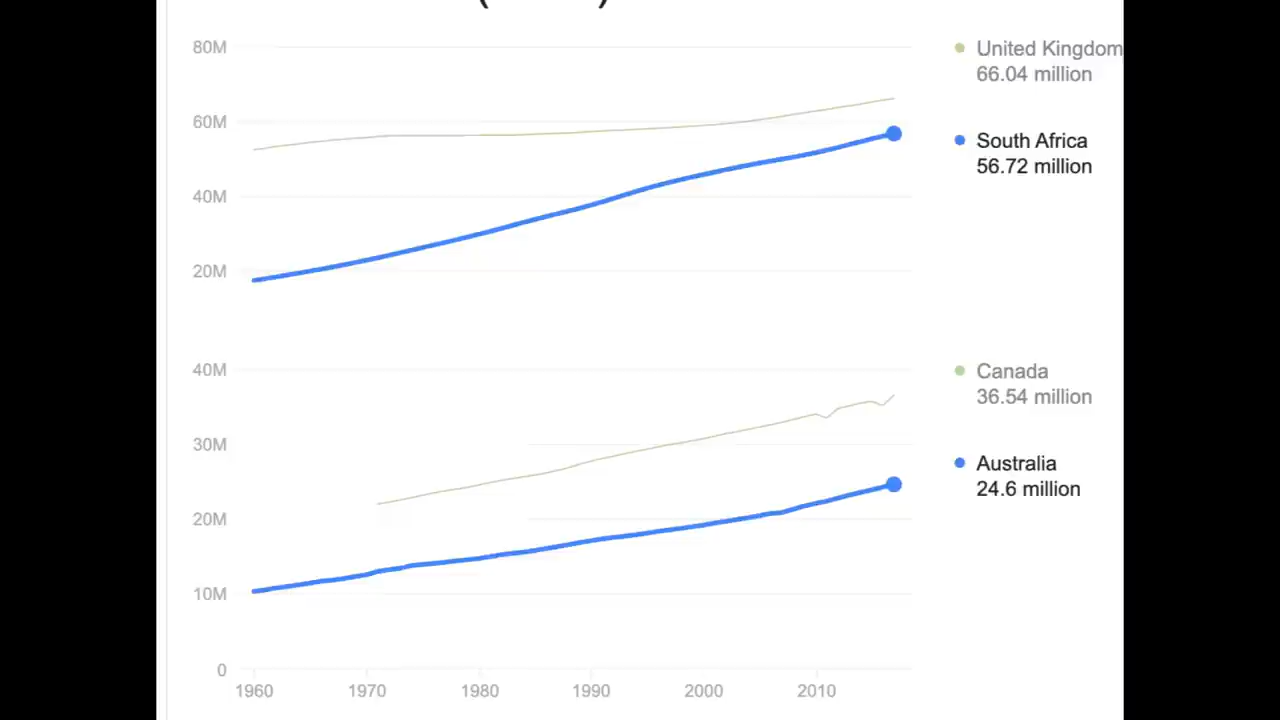 80M
United Kingdom
66.04 million
60M
South Africa
56.72 million
40M
20M
40M
Canada
36.54 million
30M
Australia
24.6 million
20M
10M
0
1960 1970 1980 1990 2000 2010